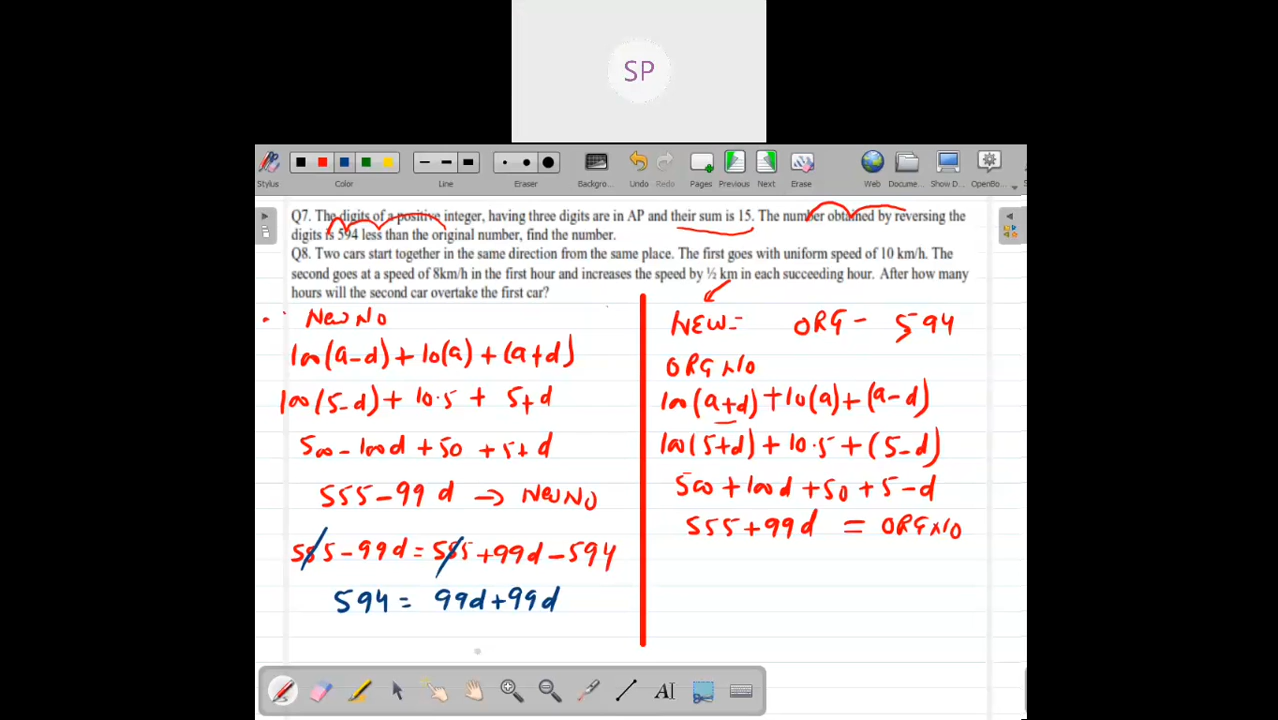 SP
Stylus Color Line Eraser Backgro... Undo Redo Pages Previous Next Erase Web Docume... Show D... OpenBo...
Q7. The digits of a positive integer, having three digits are in AP and their sum is 15. The number obtained by reversing the
digits is 594 less than the original number, find the number.
Q8. Two cars start together in the same direction from the same place. The first goes with uniform speed of 10 km/h. The
second goes at a speed of 8km/h in the first hour and increases the speed by ½ km in each succeeding hour. After how many
hours will the second car overtake the first car?
New No
100(a-d) + 10(a) + (a+d)
100(5-d) + 10.5 + 5+d
500 - 100d + 50 + 5+d
555 - 99d → New No
555 - 99d = 555 + 99d - 594
594 = 99d + 99d
NEW = ORG - 594
ORG No
100(a+d) + 10(a) + (a-d)
100(5+d) + 10.5 + (5-d)
500 + 100d + 50 + 5 - d
555 + 99d = ORG No
AI